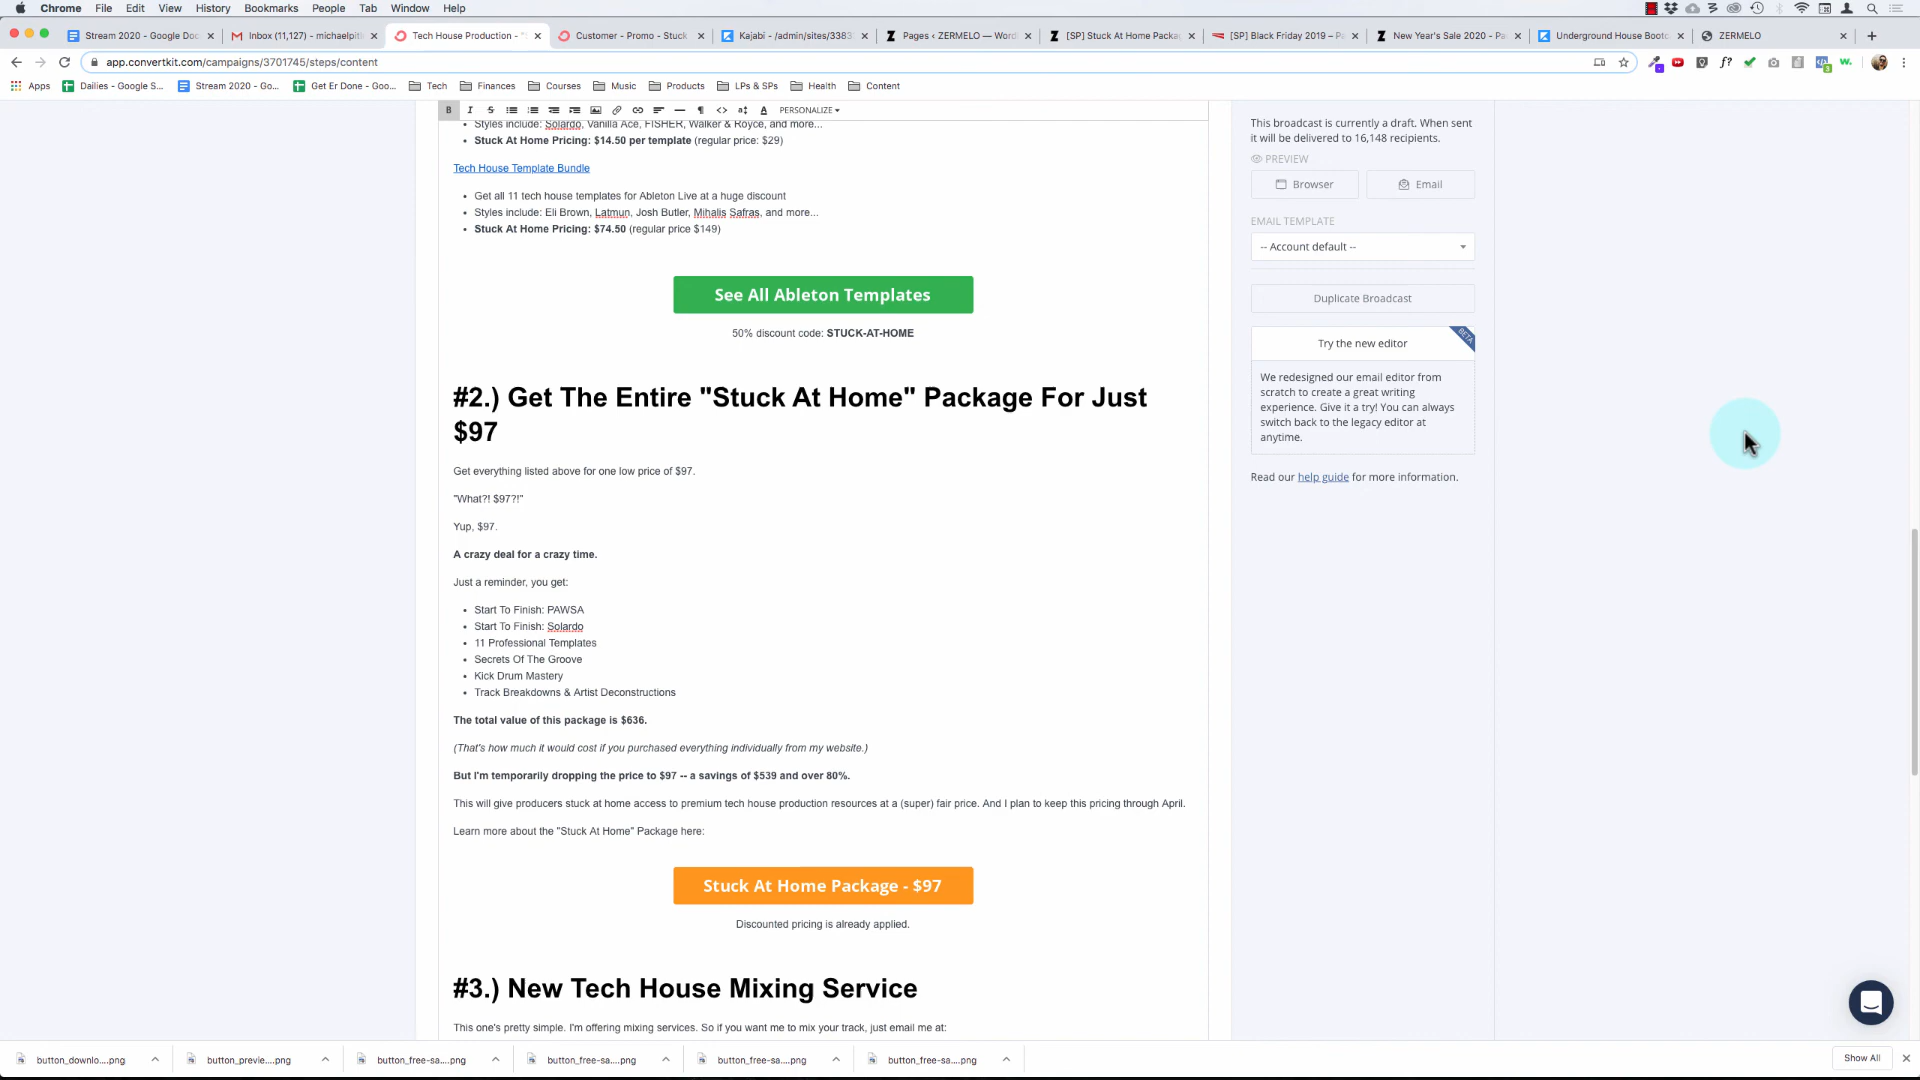 Chrome File Edit View History Bookmarks People Tab Window Help
Stream 2020 - Google Doc
Inbox (11,127) - michaelpitl
Tech House Production - "S
Customer - Promo - Stuck
Kajabi - /admin/sites/3383
Pages ‹ ZERMELO — Word
[SP] Stuck At Home Packag
[SP] Black Friday 2019 – Pa
New Year's Sale 2020 - Pa
Underground House Bootc
ZERMELO
app.convertkit.com/campaigns/3701745/steps/content
Apps Dailies - Google S... Stream 2020 - Go... Get Er Done - Goo... Tech Finances Courses Music Products LPs & SPs Health Content
B I S PERSONALIZE
Styles include: Solardo, Vanilla Ace, FISHER, Walker & Royce, and more...
• Stuck At Home Pricing: $14.50 per template (regular price: $29)
Tech House Template Bundle
• Get all 11 tech house templates for Ableton Live at a huge discount
• Styles include: Eli Brown, Latmun, Josh Butler, Mihalis Safras, and more...
• Stuck At Home Pricing: $74.50 (regular price $149)
See All Ableton Templates
50% discount code: STUCK-AT-HOME
#2.) Get The Entire "Stuck At Home" Package For Just
$97
Get everything listed above for one low price of $97.
"What?! $97?!"
Yup, $97.
A crazy deal for a crazy time.
Just a reminder, you get:
• Start To Finish: PAWSA
• Start To Finish: Solardo
• 11 Professional Templates
• Secrets Of The Groove
• Kick Drum Mastery
• Track Breakdowns & Artist Deconstructions
The total value of this package is $636.
(That's how much it would cost if you purchased everything individually from my website.)
But I'm temporarily dropping the price to $97 -- a savings of $539 and over 80%.
This will give producers stuck at home access to premium tech house production resources at a (super) fair price. And I plan to keep this pricing through April.
Learn more about the "Stuck At Home" Package here:
Stuck At Home Package - $97
Discounted pricing is already applied.
#3.) New Tech House Mixing Service
This one's pretty simple. I'm offering mixing services. So if you want me to mix your track, just email me at:
This broadcast is currently a draft. When sent
it will be delivered to 16,148 recipients.
PREVIEW
Browser
Email
EMAIL TEMPLATE
-- Account default --
Duplicate Broadcast
Try the new editor
BETA
We redesigned our email editor from
scratch to create a great writing
experience. Give it a try! You can always
switch back to the legacy editor at
anytime.
Read our help guide for more information.
button_downlo....png
button_previe....png
button_free-sa....png
button_free-sa....png
button_free-sa....png
button_free-sa....png
Show All